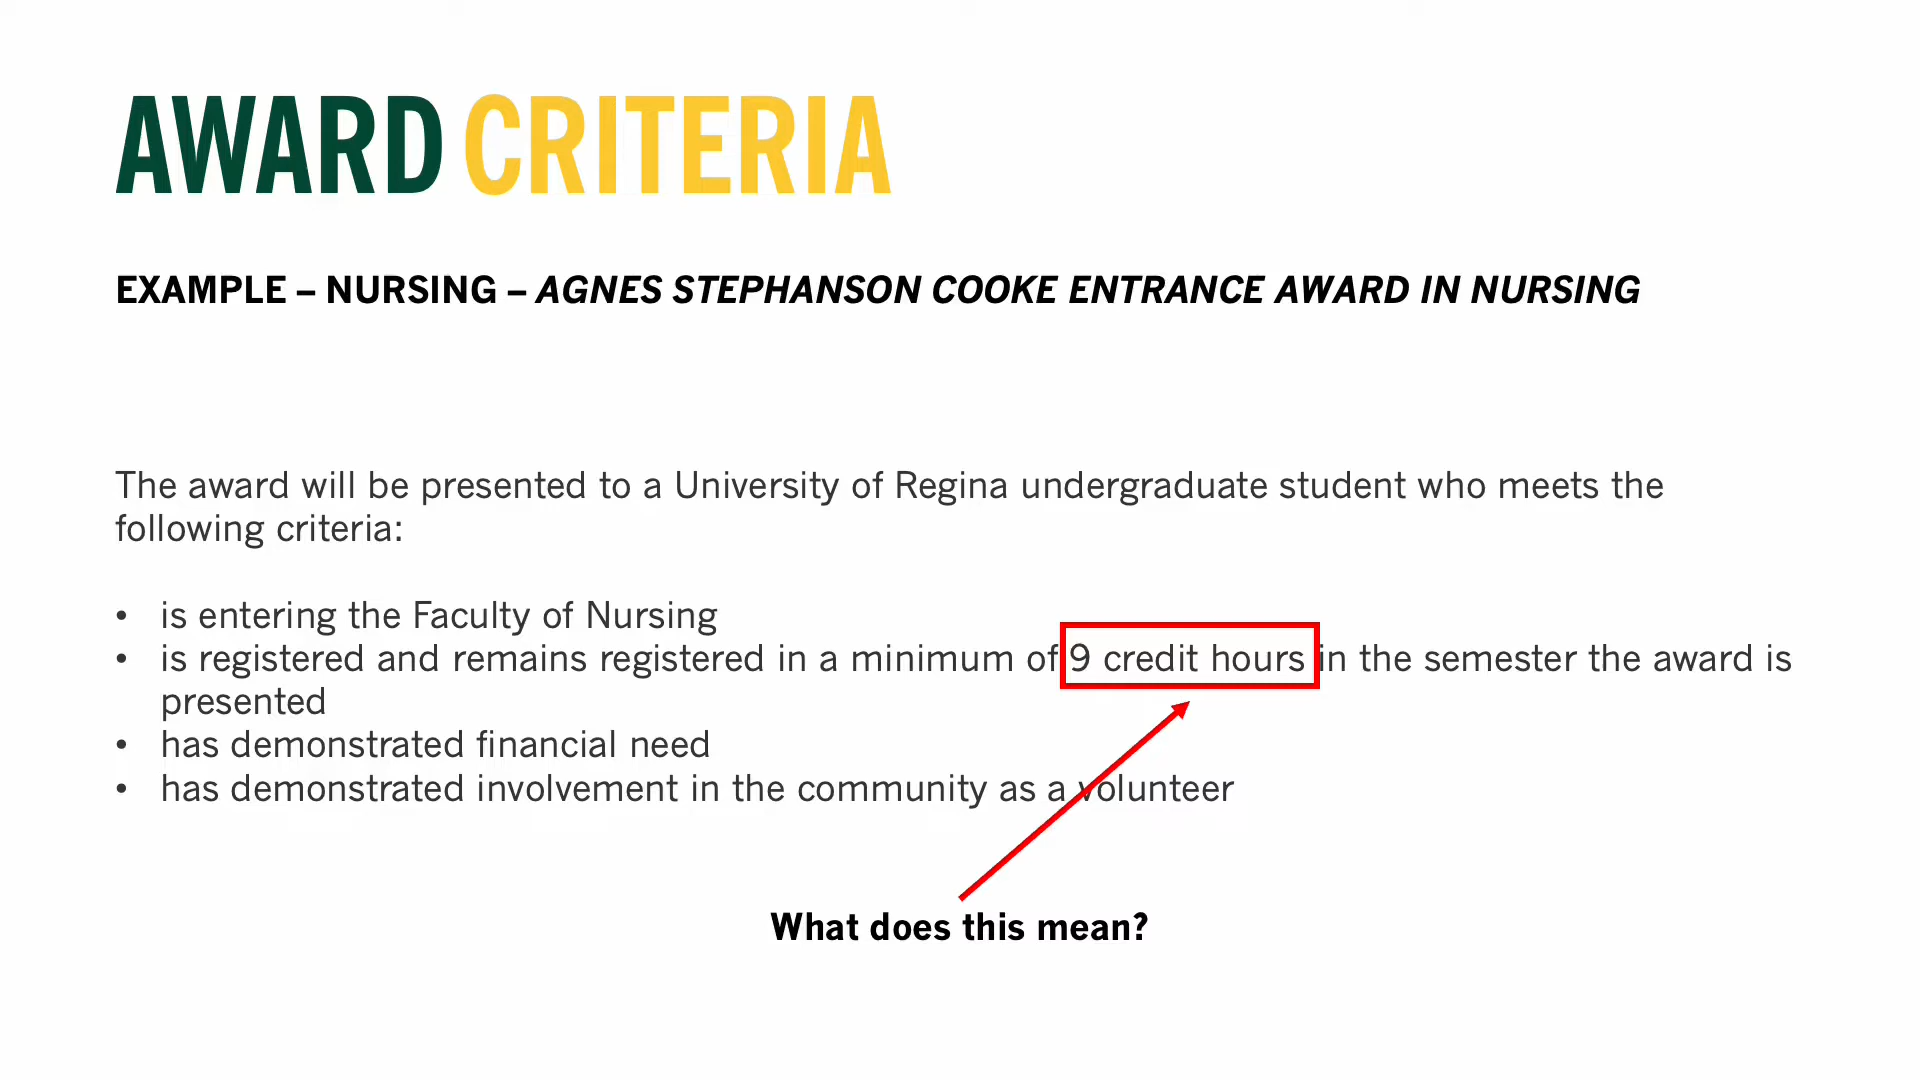 AWARD CRITERIA
EXAMPLE – NURSING – AGNES STEPHANSON COOKE ENTRANCE AWARD IN NURSING
The award will be presented to a University of Regina undergraduate student who meets the
following criteria:
• is entering the Faculty of Nursing
• is registered and remains registered in a minimum of 9 credit hours in the semester the award is
presented
• has demonstrated financial need
• has demonstrated involvement in the community as a volunteer
What does this mean?